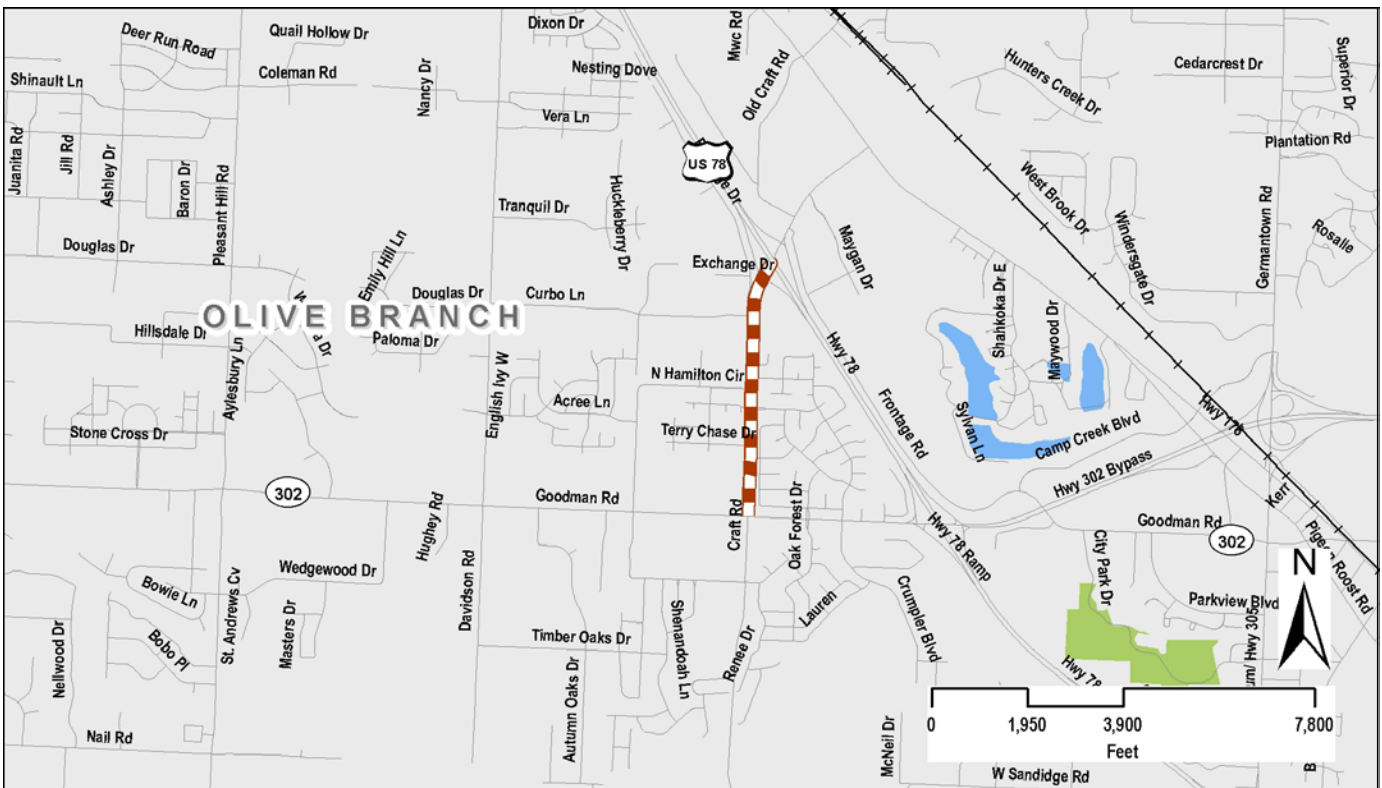 Dixon Dr
Mwc Rd
Deer Run Road
Quail Hollow Dr
Old Craft Rd
Superior Dr
Hunters Creek Dr
Cedarcrest Dr
Nesting Dove
Coleman Rd
Nancy Dr
Shinault Ln
Vera Ln
Juanita Rd
Jill Rd
Ashley Dr
Baron Dr
Pleasant Hill Rd
US 78
Plantation Rd
West Brook Dr
Huckleberry Dr
Tranquil Dr
Windersgate Dr
Germantown Rd
Rosalie
Maygan Dr
Douglas Dr
Emily Hill Ln
Exchange Dr
Shahkoka Dr E
Douglas Dr
Curbo Ln
OLIVE BRANCH
Hillsdale Dr
Paloma Dr
Maywood Dr
Hwy 78
Aylesbury Ln
English Ivy W
N Hamilton Cir
Acree Ln
Frontage Rd
Sylvan Ln
Hwy 178
Stone Cross Dr
Terry Chase Dr
Camp Creek Blvd
Hwy 302 Bypass
302
Goodman Rd
Kerr
Craft Rd
Oak Forest Dr
Hughey Rd
Hwy 78 Ramp
Goodman Rd
302
City Park Dr
Pigeon Roost Rd
N
Wedgewood Dr
Davidson Rd
Bowie Ln
St. Andrews Cv
Masters Dr
Lauren
Crumpler Blvd
Parkview Blvd
Shenandoah Ln
Nellwood Dr
Bobo Pl
Timber Oaks Dr
Renee Dr
Hwy 78
Hwy 305
Autumn Oaks Dr
0 1,950 3,900 7,800
Feet
Nail Rd
McNeil Dr
W Sandidge Rd